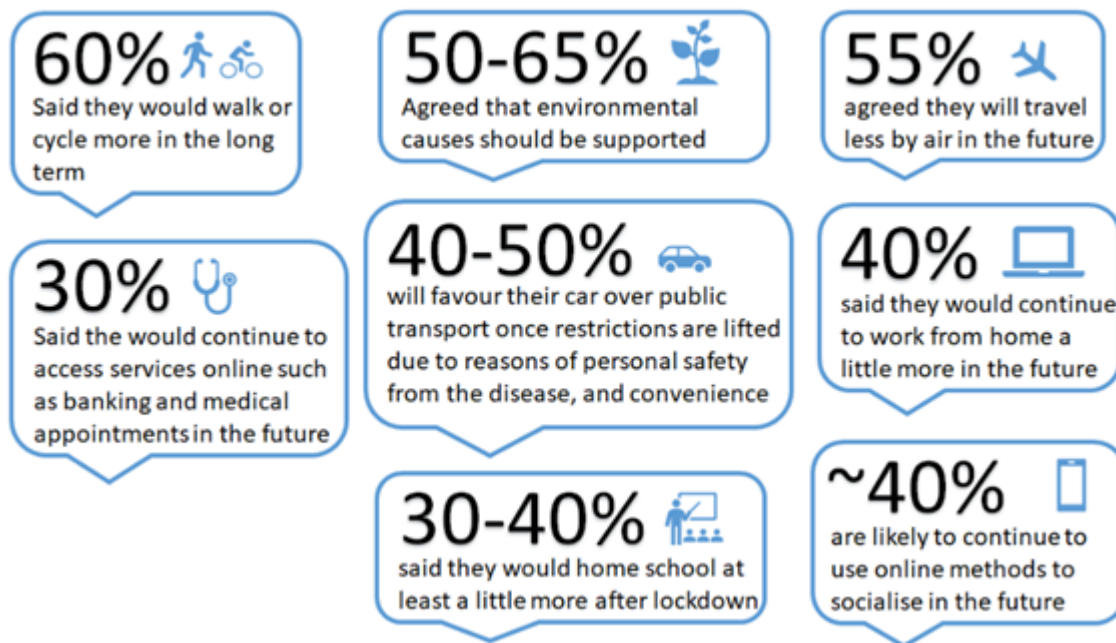 60%
Said they would walk or
cycle more in the long
term
50-65%
Agreed that environmental
causes should be supported
55%
agreed they will travel
less by air in the future
30%
Said the would continue to
access services online such
as banking and medical
appointments in the future
40-50%
will favour their car over public
transport once restrictions are lifted
due to reasons of personal safety
from the disease, and convenience
40%
said they would continue
to work from home a
little more in the future
30-40%
said they would home school at
least a little more after lockdown
~40%
are likely to continue to
use online methods to
socialise in the future